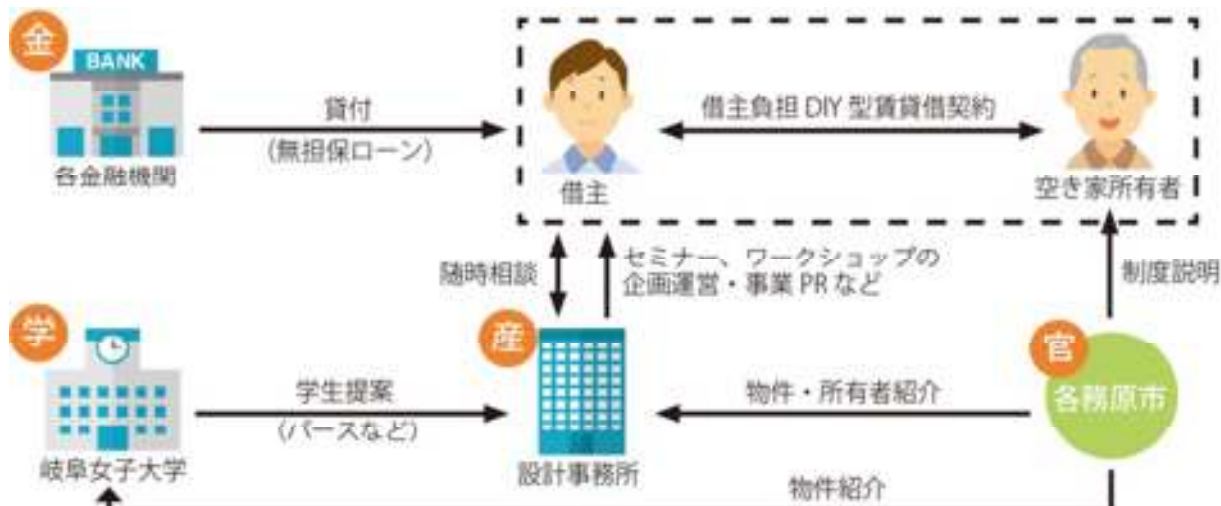 金
BANK
各金融機関
貸付
(無担保ローン)
借主
借主負担 DIY 型賃貸借契約
空き家所有者
随時相談
セミナー、ワークショップの
企画運営・事業 PR など
制度説明
学
岐阜女子大学
学生提案
(パースなど)
産
設計事務所
物件・所有者紹介
官
各務原市
物件紹介